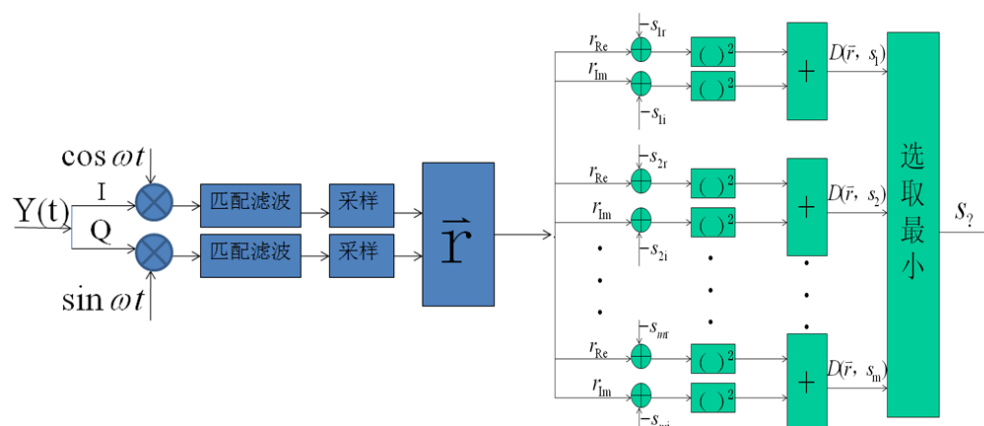 Y(t)
I
Q
cos ωt
sin ωt
匹配滤波
采样
匹配滤波
采样
r⃗
r_Re
−s_1r
( )²
r_Im
−s_1i
( )²
+
D(r⃗, s_1)
r_Re
−s_2r
( )²
r_Im
−s_2i
( )²
+
D(r⃗, s_2)
r_Re
−s_mr
( )²
r_Im
−s_mi
( )²
+
D(r⃗, s_m)
选取最小
s_?